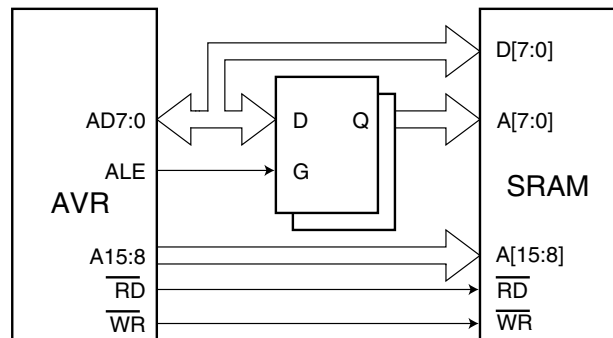 D[7:0]
AD7:0
D
Q
A[7:0]
ALE
G
AVR
SRAM
A15:8
A[15:8]
RD
RD
WR
WR